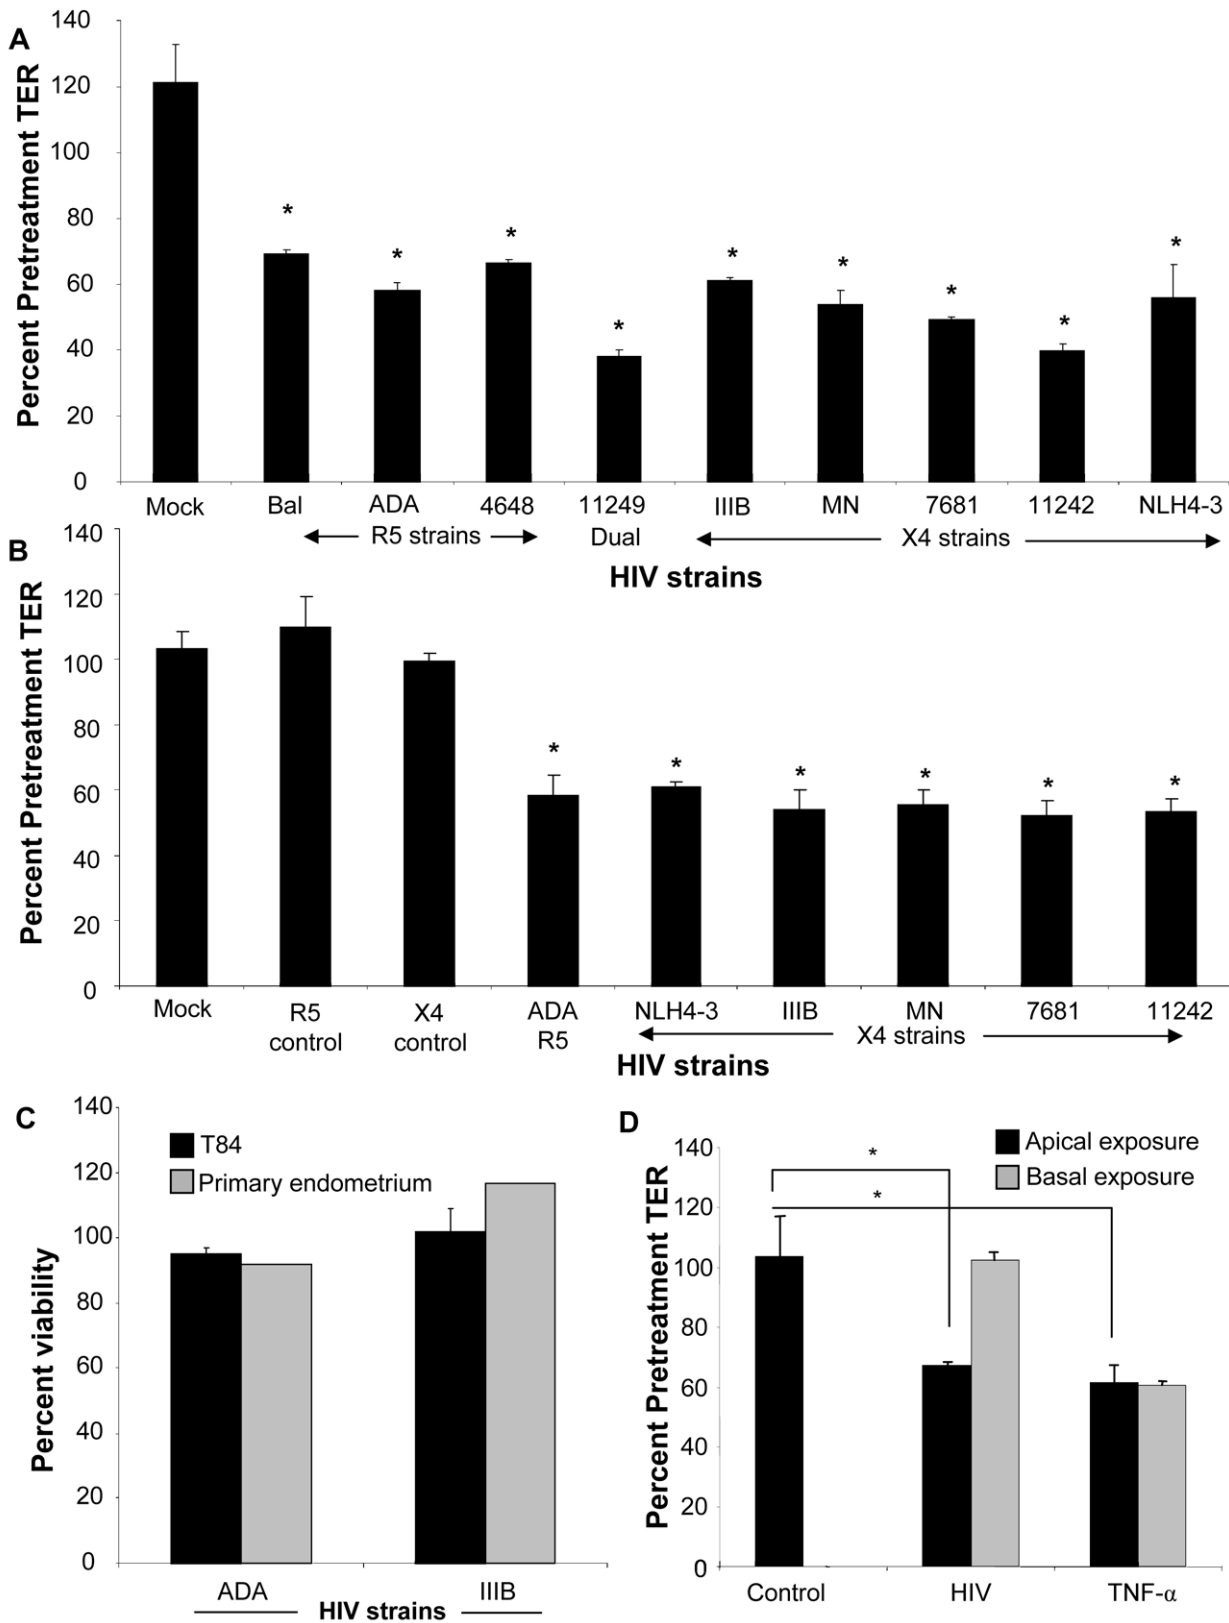 A
Percent Pretreatment TER
140
120
100
80
60
40
20
0
* * * * * * * * *
Mock Bal ADA 4648 11249 IIIB MN 7681 11242 NLH4-3
R5 strains Dual X4 strains
HIV strains
B
Percent Pretreatment TER
140
120
100
80
60
40
20
0
* * * * * *
Mock R5 X4 ADA NLH4-3 IIIB MN 7681 11242
control control R5 X4 strains
HIV strains
C
Percent viability
140
120
100
80
60
40
20
0
T84
Primary endometrium
ADA IIIB
HIV strains
D
Percent Pretreatment TER
140
120
100
80
60
40
20
0
Apical exposure
Basal exposure
*
*
Control HIV TNF-α